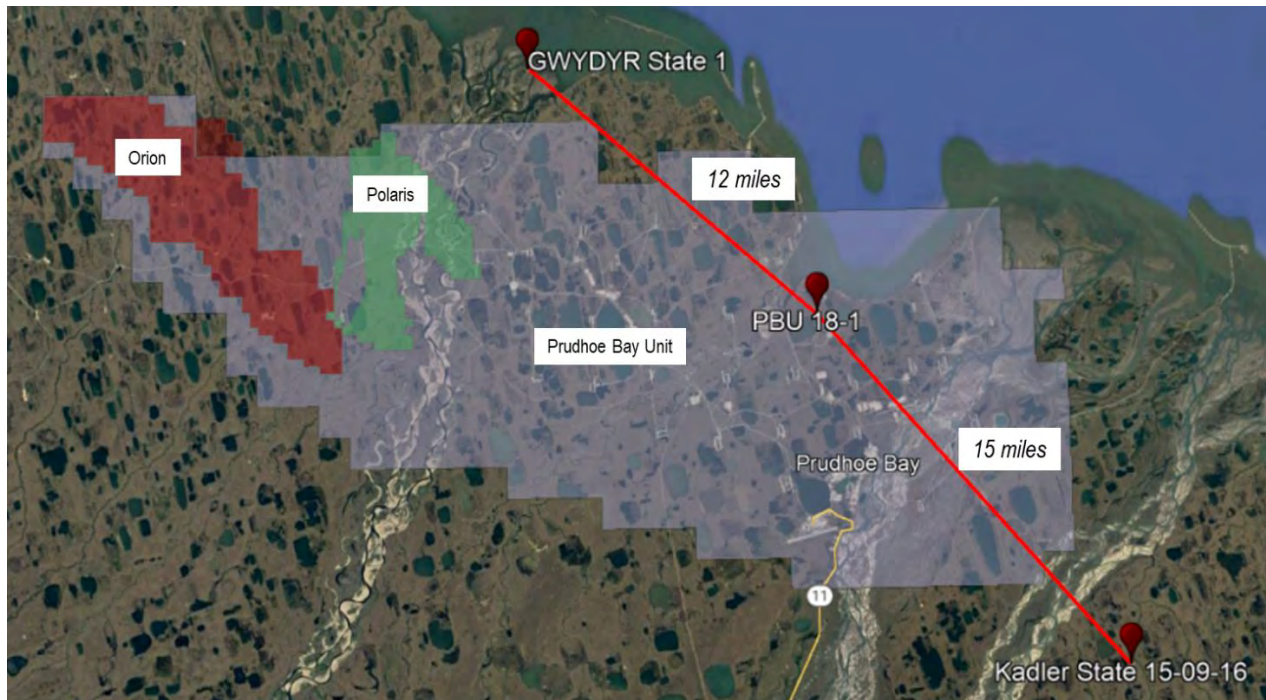 GWYDYR State 1
Orion
12 miles
Polaris
PBU 18-1
Prudhoe Bay Unit
15 miles
Prudhoe Bay
11
Kadler State 15-09-16